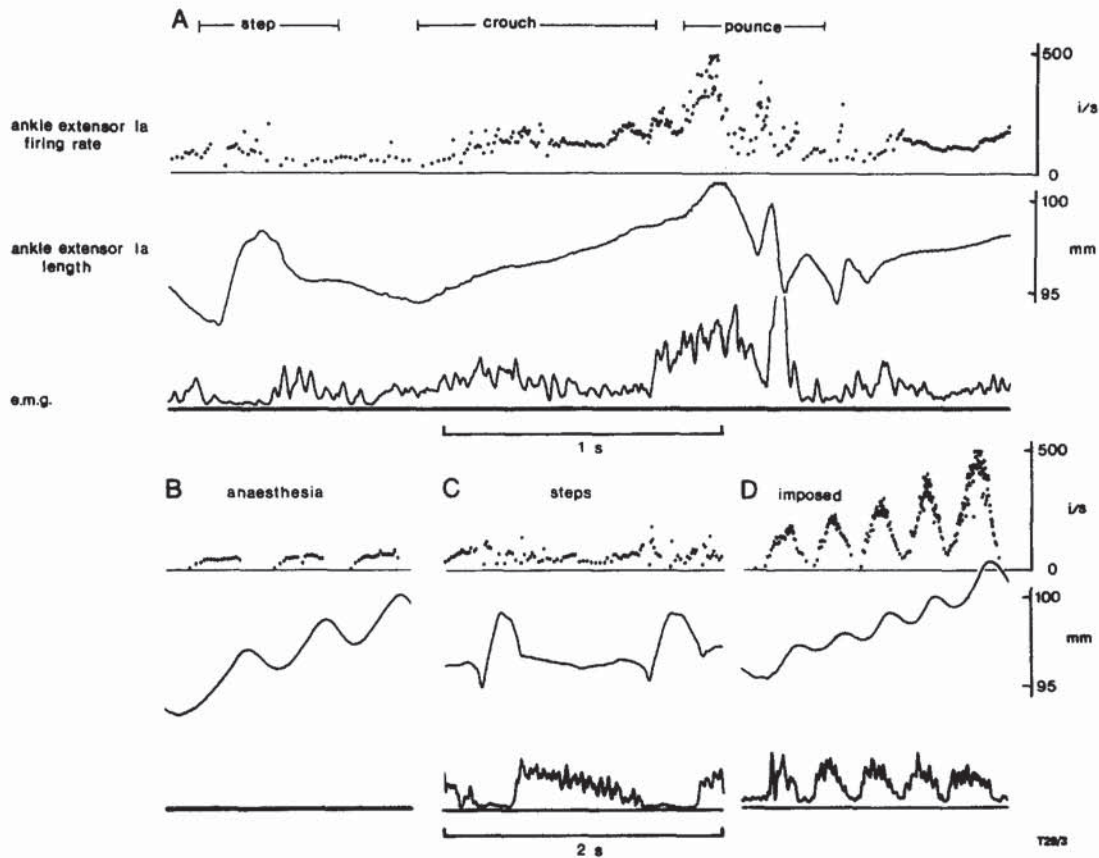 A
step
crouch
pounce
500
i/s
0
ankle extensor Ia
firing rate
100
mm
95
ankle extensor Ia
length
e.m.g.
1 s
B anaesthesia
C steps
D imposed
500
i/s
0
100
mm
95
2 s
T29/3